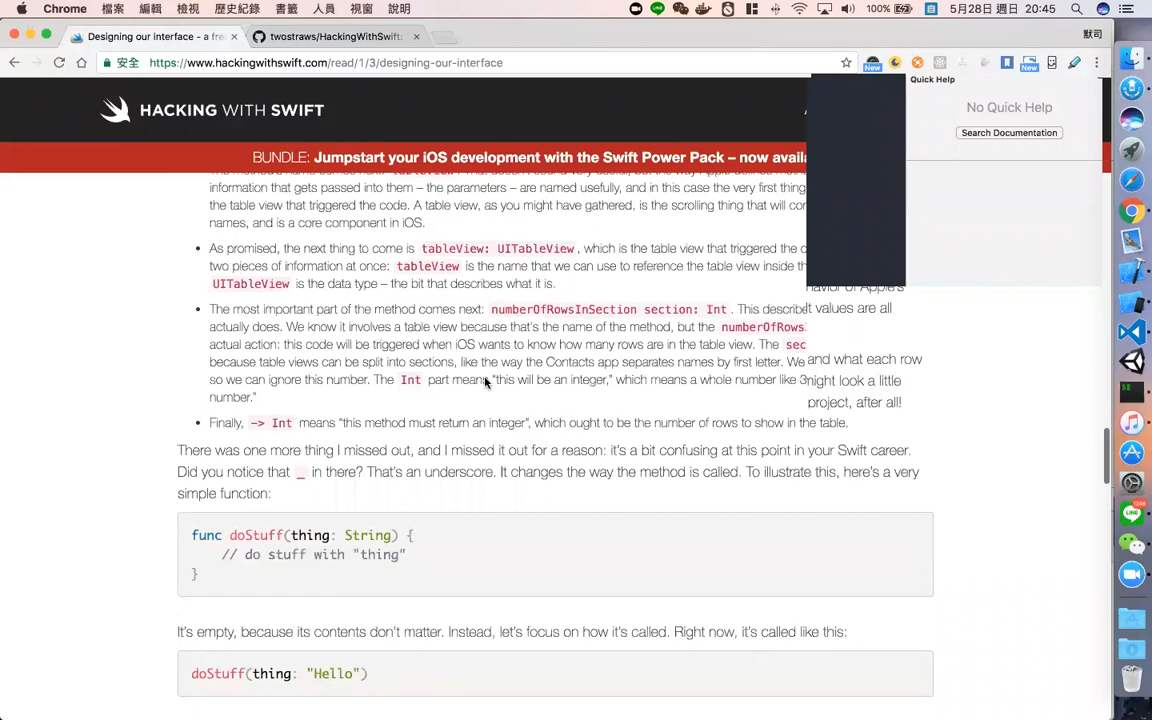 Chrome 檔案 編輯 檢視 歷史紀錄 書籤 人員 視窗 說明 100% 5月28日 週日 20:45
Designing our interface - a fre × twostraws/HackingWithSwift: × 默司
安全 https://www.hackingwithswift.com/read/1/3/designing-our-interface New New
Quick Help
No Quick Help
Search Documentation
HACKING WITH SWIFT
BUNDLE: Jumpstart your iOS development with the Swift Power Pack – now availa
information that gets passed into them – the parameters – are named usefully, and in this case the very first thing
the table view that triggered the code. A table view, as you might have gathered, is the scrolling thing that will cor
names, and is a core component in iOS.
• As promised, the next thing to come is tableView: UITableView, which is the table view that triggered the c
two pieces of information at once: tableView is the name that we can use to reference the table view inside th
UITableView is the data type – the bit that describes what it is.
• The most important part of the method comes next: numberOfRowsInSection section: Int. This describe
actually does. We know it involves a table view because that's the name of the method, but the numberOfRows
actual action: this code will be triggered when iOS wants to know how many rows are in the table view. The sec
because table views can be split into sections, like the way the Contacts app separates names by first letter. We
so we can ignore this number. The Int part means “this will be an integer,” which means a whole number like 3
number.”
• Finally, -> Int means “this method must return an integer”, which ought to be the number of rows to show in the table.
havior of Apple's
t values are all
and what each row
night look a little
project, after all!
There was one more thing I missed out, and I missed it out for a reason: it's a bit confusing at this point in your Swift career.
Did you notice that _ in there? That's an underscore. It changes the way the method is called. To illustrate this, here's a very
simple function:
func doStuff(thing: String) {
// do stuff with "thing"
}
It's empty, because its contents don't matter. Instead, let's focus on how it's called. Right now, it's called like this:
doStuff(thing: "Hello")